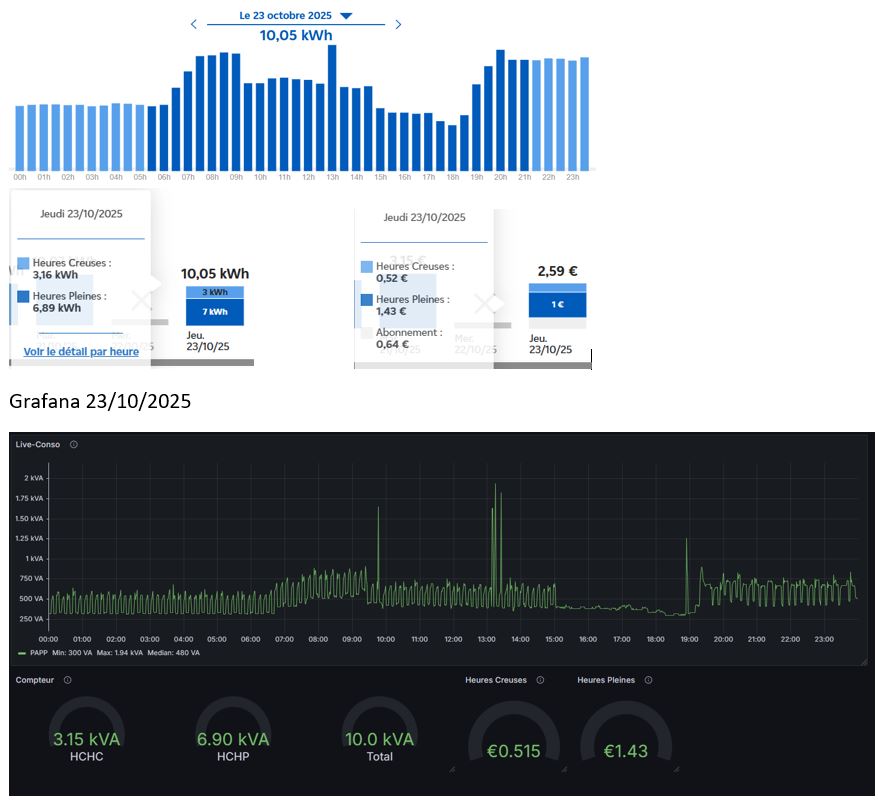 Le 23 octobre 2025
10,05 kWh
00h 01h 02h 03h 04h 05h 06h 07h 08h 09h 10h 11h 12h 13h 14h 15h 16h 17h 18h 19h 20h 21h 22h 23h
Jeudi 23/10/2025
Heures Creuses :
3,16 kWh
Heures Pleines :
6,89 kWh
Voir le détail par heure
10,05 kWh
3 kWh
7 kWh
Jeu.
23/10/25
Jeudi 23/10/2025
3,15 €
Heures Creuses :
0,52 €
Heures Pleines :
1,43 €
Abonnement :
0,64 €
Mer.
22/10/25
2,59 €
1 €
Jeu.
23/10/25
Grafana 23/10/2025
Live-Conso
2 kVA
1.75 kVA
1.50 kVA
1.25 kVA
1 kVA
750 VA
500 VA
250 VA
00:00 01:00 02:00 03:00 04:00 05:00 06:00 07:00 08:00 09:00 10:00 11:00 12:00 13:00 14:00 15:00 16:00 17:00 18:00 19:00 20:00 21:00 22:00 23:00
PAPP Min: 300 VA Max: 1.94 kVA Median: 480 VA
Compteur
3.15 kVA
HCHC
6.90 kVA
HCHP
10.0 kVA
Total
Heures Creuses
€0.515
Heures Pleines
€1.43